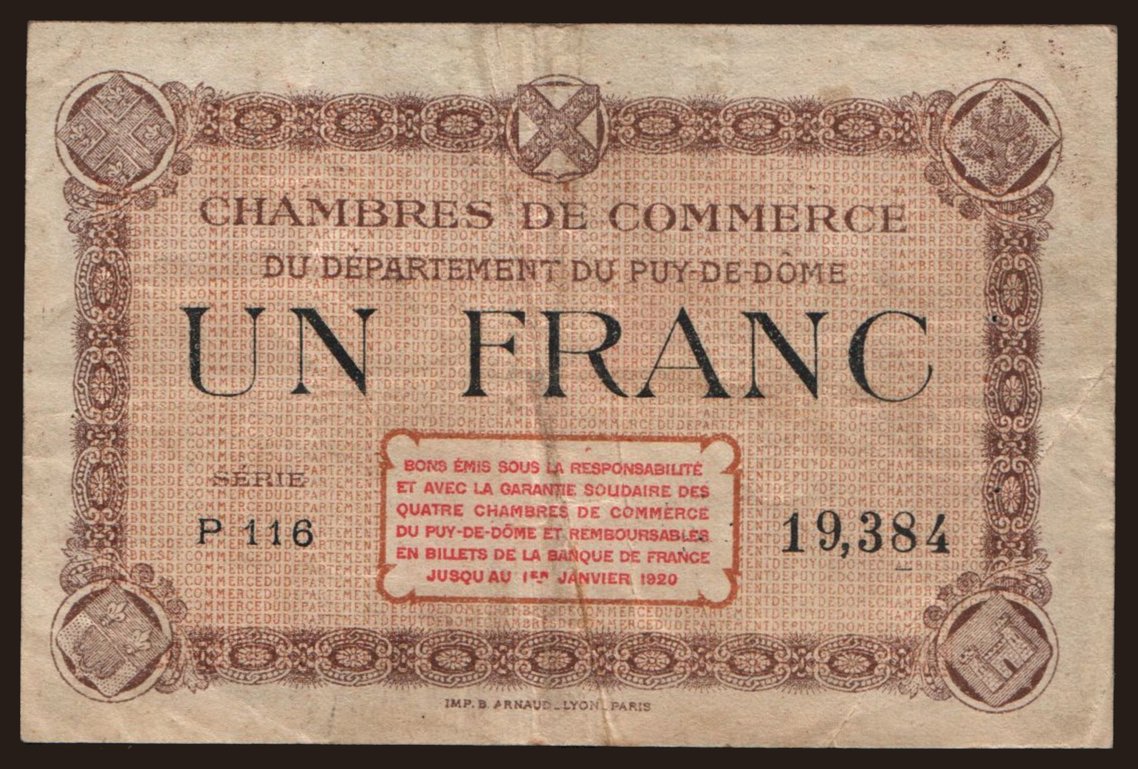 CHAMBRES DE COMMERCE
DU DÉPARTEMENT DU PUY-DE-DÔME
UN FRANC
BONS ÉMIS SOUS LA RESPONSABILITÉ
ET AVEC LA GARANTIE SOLIDAIRE DES
QUATRE CHAMBRES DE COMMERCE
DU PUY-DE-DÔME ET REMBOURSABLES
EN BILLETS DE LA BANQUE DE FRANCE
JUSQU'AU 1ER JANVIER 1920
SÉRIE
P 116
19,384
IMP. B. ARNAUD_LYON_PARIS